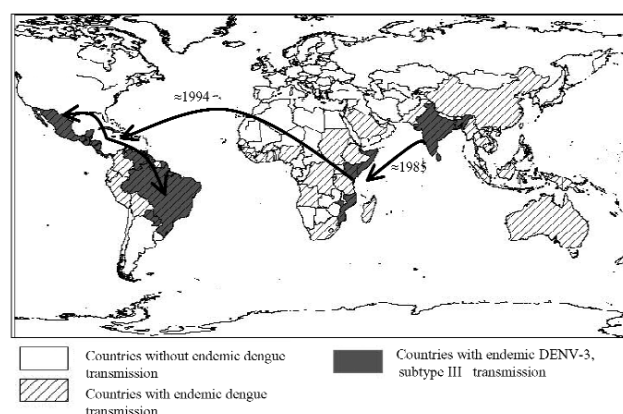 ≈1994
≈1985
Countries without endemic dengue
transmission
Countries with endemic dengue
transmission
Countries with endemic DENV-3,
subtype III transmission